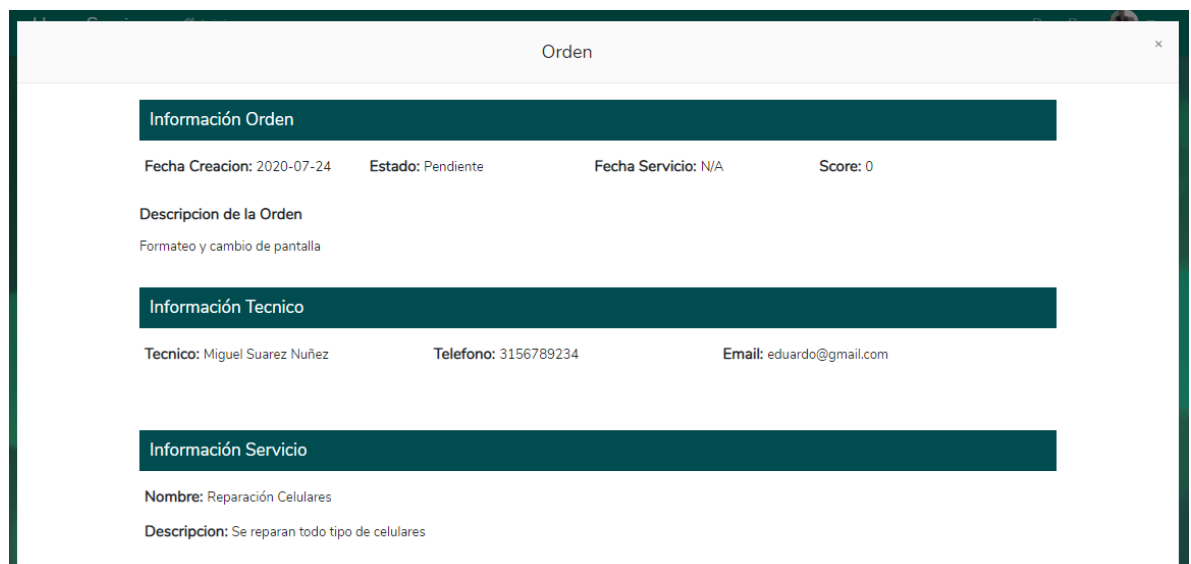 Orden
×
Información Orden
Fecha Creacion: 2020-07-24 Estado: Pendiente Fecha Servicio: N/A Score: 0
Descripcion de la Orden
Formateo y cambio de pantalla
Información Tecnico
Tecnico: Miguel Suarez Nuñez Telefono: 3156789234 Email: eduardo@gmail.com
Información Servicio
Nombre: Reparación Celulares
Descripcion: Se reparan todo tipo de celulares